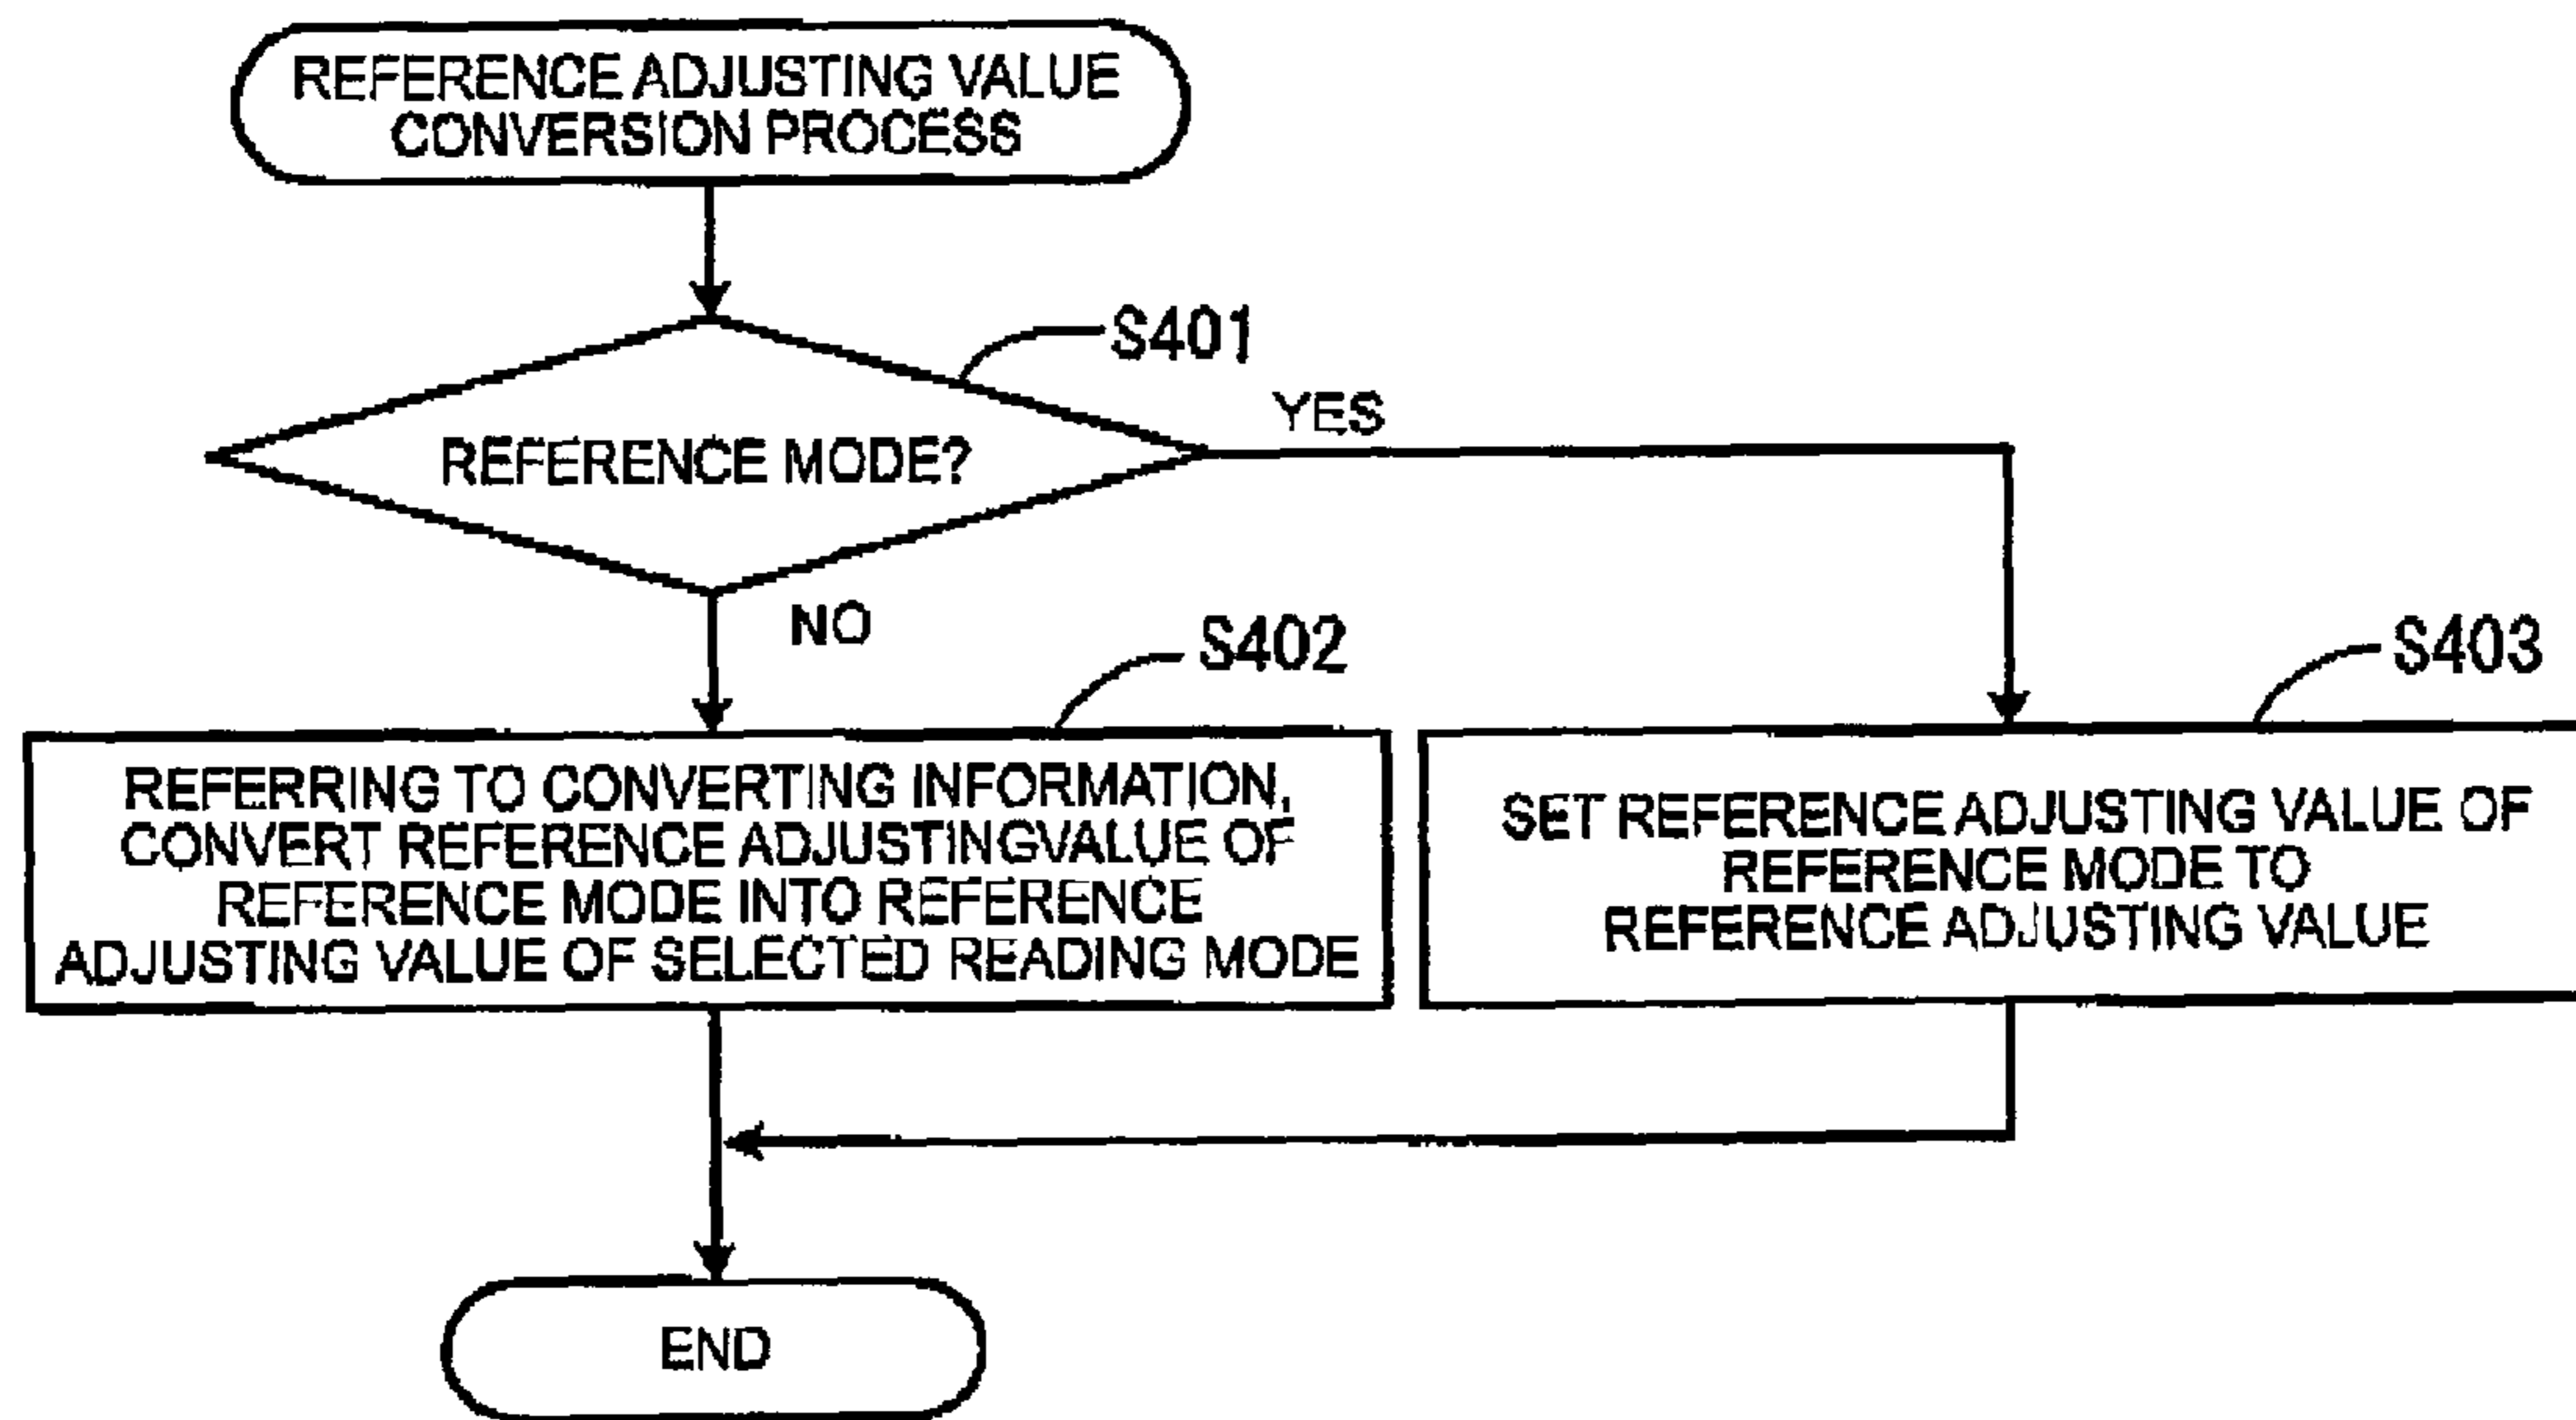 REFERENCE ADJUSTING VALUE
CONVERSION PROCESS
S401
REFERENCE MODE?
YES
NO
S402
REFERRING TO CONVERTING INFORMATION,
CONVERT REFERENCE ADJUSTINGVALUE OF
REFERENCE MODE INTO REFERENCE
ADJUSTING VALUE OF SELECTED READING MODE
S403
SET REFERENCE ADJUSTING VALUE OF
REFERENCE MODE TO
REFERENCE ADJUSTING VALUE
END